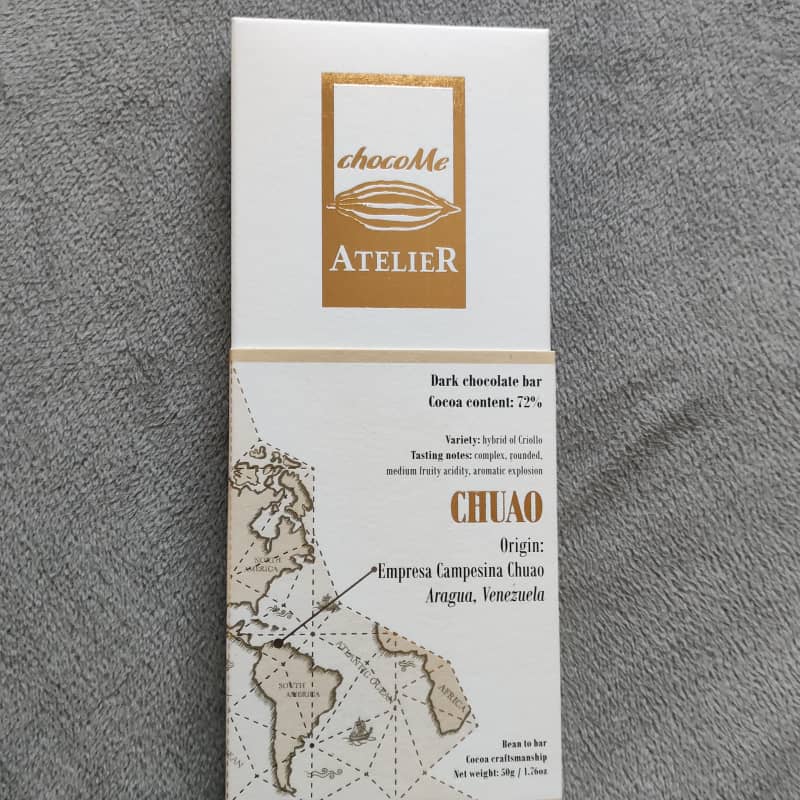 chocoMe
ATELIER
Dark chocolate bar
Cocoa content: 72%
Variety: hybrid of Criollo
Tasting notes: complex, rounded,
medium fruity acidity, aromatic explosion
CHUAO
Origin:
Empresa Campesina Chuao
Aragua, Venezuela
NORTH
AMERICA
ATLANTIC OCEAN
SOUTH
AMERICA
AFRICA
Bean to bar
Cocoa craftsmanship
Net weight: 50g / 1.76oz